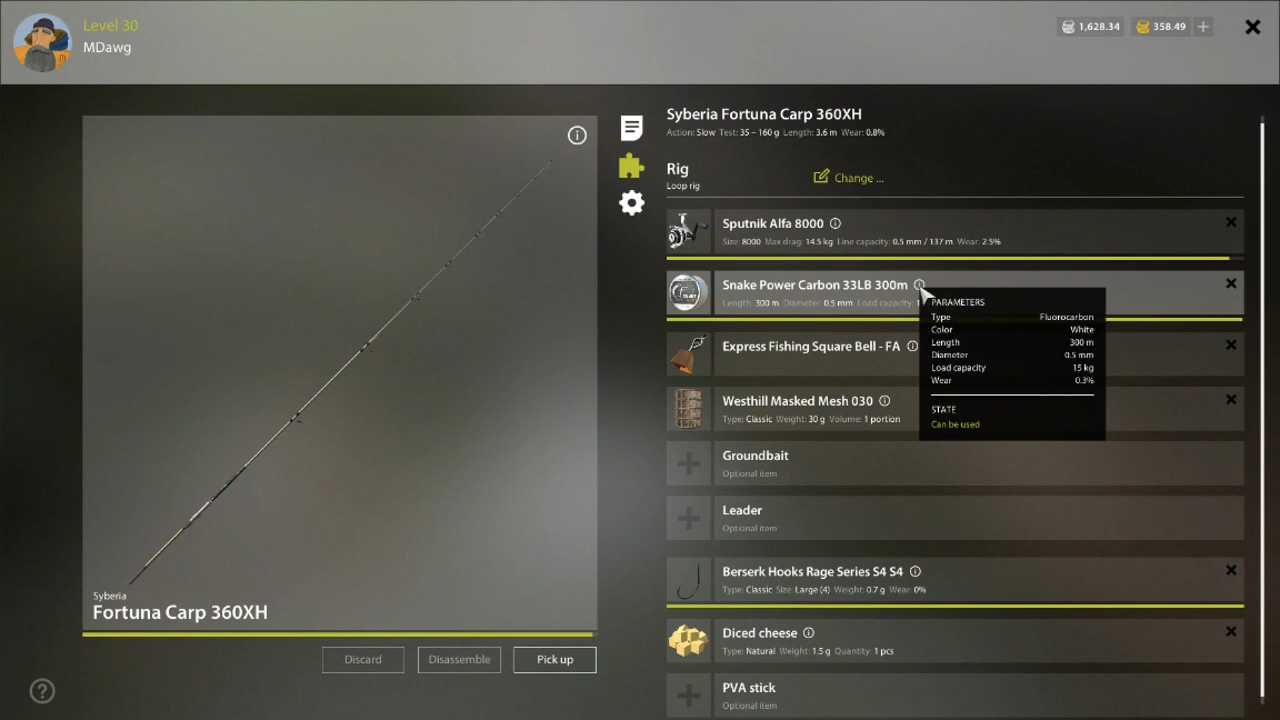 Level 30
MDawg
1,628.34
358.49
Syberia
Fortuna Carp 360XH
Discard
Disassemble
Pick up
Syberia Fortuna Carp 360XH
Action: Slow Test: 35 – 160 g Length: 3.6 m Wear: 0.8%
Rig
Loop rig
Change ...
Sputnik Alfa 8000
Size: 8000 Max drag: 14.5 kg Line capacity: 0.5 mm / 137 m Wear: 2.5%
Snake Power Carbon 33LB 300m
Length: 300 m Diameter: 0.5 mm Load capacity:
PARAMETERS
Type Fluorocarbon
Color White
Length 300 m
Diameter 0.5 mm
Load capacity 15 kg
Wear 0.3%
STATE
Can be used
Express Fishing Square Bell - FA
Westhill Masked Mesh 030
Type: Classic Weight: 30 g Volume: 1 portion
Groundbait
Optional item
Leader
Optional item
Berserk Hooks Rage Series S4 S4
Type: Classic Size: Large (4) Weight: 0.7 g Wear: 0%
Diced cheese
Type: Natural Weight: 1.5 g Quantity: 1 pcs
PVA stick
Optional item